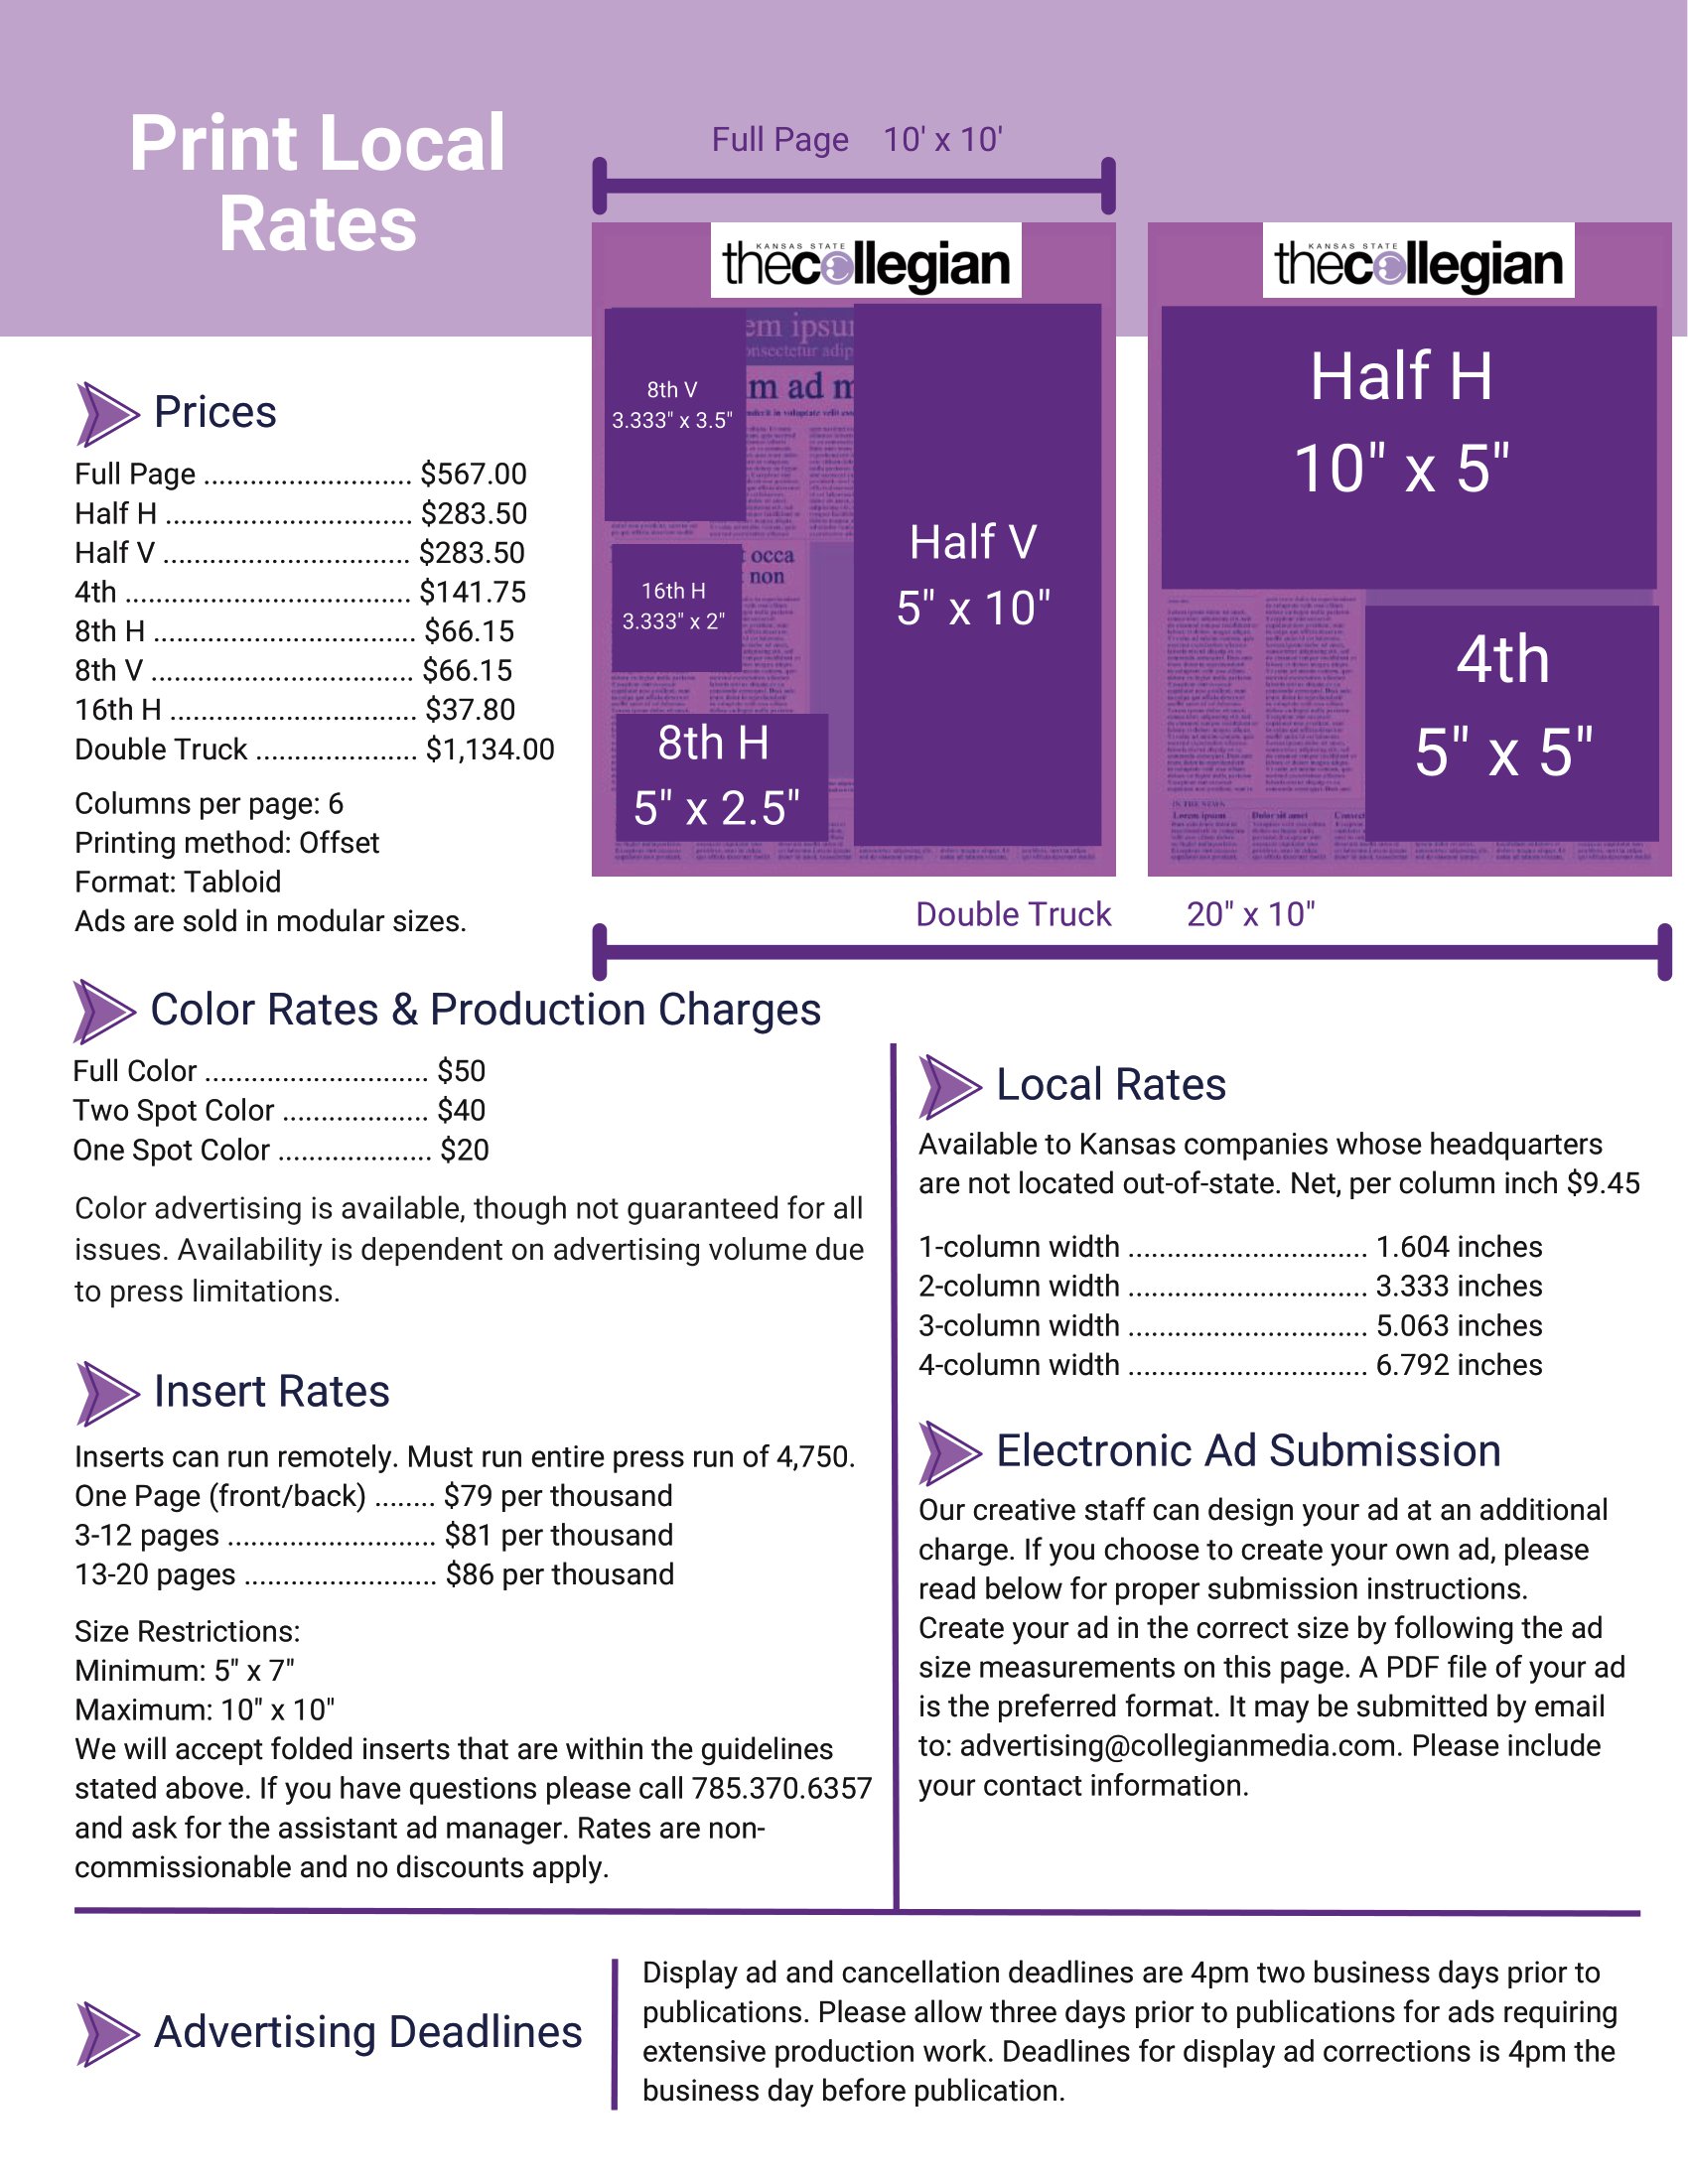 Print Local
Rates
Full Page 10' x 10'
KANSAS STATE
thecollegian
KANSAS STATE
thecollegian
8th V
3.333" x 3.5"
16th H
3.333" x 2"
8th H
5" x 2.5"
Half V
5" x 10"
Half H
10" x 5"
4th
5" x 5"
em ipsu
onsectetur adip
m ad m
t occa
non
IN THE NEWS
Lorem ipsum
Dulor sit amet
Consect
Double Truck 20" x 10"
Prices
Full Page ........................... $567.00
Half H ................................ $283.50
Half V ................................ $283.50
4th ..................................... $141.75
8th H .................................. $66.15
8th V .................................. $66.15
16th H ................................ $37.80
Double Truck ..................... $1,134.00
Columns per page: 6
Printing method: Offset
Format: Tabloid
Ads are sold in modular sizes.
Color Rates & Production Charges
Full Color ............................. $50
Two Spot Color ................... $40
One Spot Color .................... $20
Color advertising is available, though not guaranteed for all
issues. Availability is dependent on advertising volume due
to press limitations.
Insert Rates
Inserts can run remotely. Must run entire press run of 4,750.
One Page (front/back) ........ $79 per thousand
3-12 pages ........................... $81 per thousand
13-20 pages ......................... $86 per thousand
Size Restrictions:
Minimum: 5" x 7"
Maximum: 10" x 10"
We will accept folded inserts that are within the guidelines
stated above. If you have questions please call 785.370.6357
and ask for the assistant ad manager. Rates are non-
commissionable and no discounts apply.
Local Rates
Available to Kansas companies whose headquarters
are not located out-of-state. Net, per column inch $9.45
1-column width ............................... 1.604 inches
2-column width ............................... 3.333 inches
3-column width ............................... 5.063 inches
4-column width ............................... 6.792 inches
Electronic Ad Submission
Our creative staff can design your ad at an additional
charge. If you choose to create your own ad, please
read below for proper submission instructions.
Create your ad in the correct size by following the ad
size measurements on this page. A PDF file of your ad
is the preferred format. It may be submitted by email
to: advertising@collegianmedia.com. Please include
your contact information.
Advertising Deadlines
Display ad and cancellation deadlines are 4pm two business days prior to
publications. Please allow three days prior to publications for ads requiring
extensive production work. Deadlines for display ad corrections is 4pm the
business day before publication.